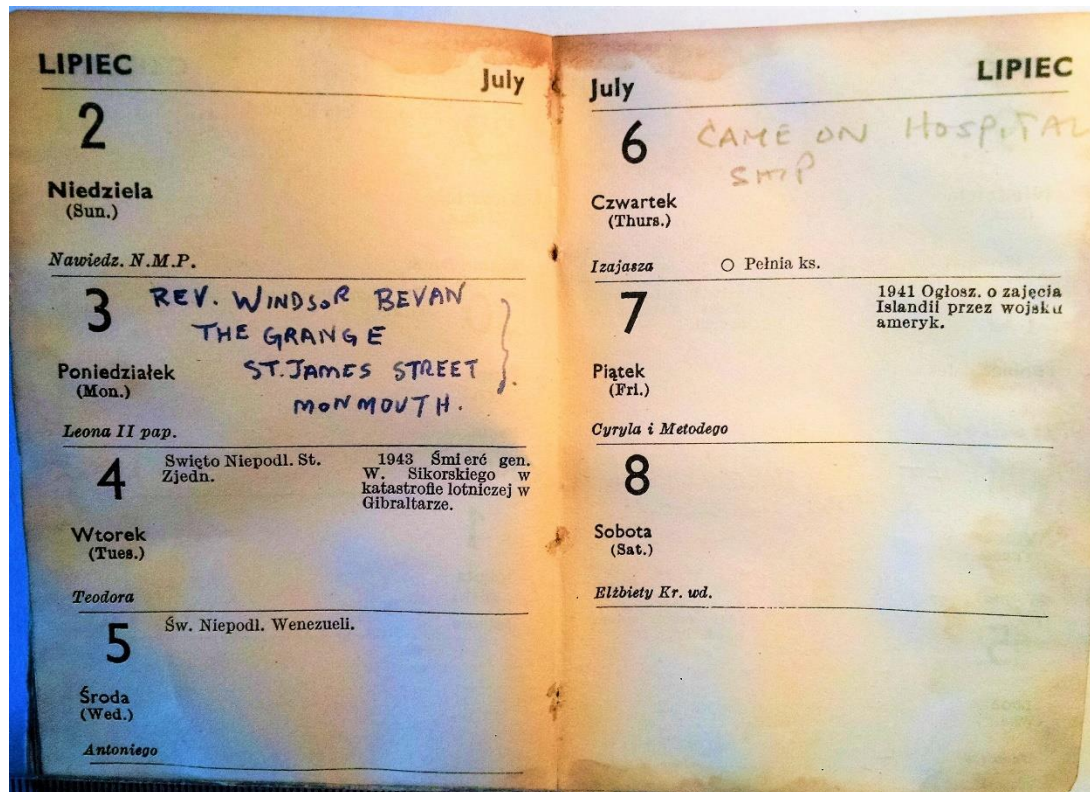 LIPIEC
July
2
Niedziela
(Sun.)
Nawiedz. N.M.P.
3
REV. WINDSOR BEVAN
THE GRANGE
ST. JAMES STREET
MONMOUTH.
Poniedziałek
(Mon.)
Leona II pap.
4
Swięto Niepodl. St.
Zjedn.
1943 Śmierć gen.
W. Sikorskiego w
katastrofie lotniczej w
Gibraltarze.
Wtorek
(Tues.)
Teodora
5
Św. Niepodl. Wenezueli.
Środa
(Wed.)
Antoniego
July
LIPIEC
6
CAME ON HOSPITAL
SHIP
Czwartek
(Thurs.)
Izajasza
Pełnia ks.
7
1941 Ogłosz. o zajęcia
Islandii przez wojsku
ameryk.
Piątek
(Fri.)
Cyryla i Metodego
8
Sobota
(Sat.)
Elżbiety Kr. wd.